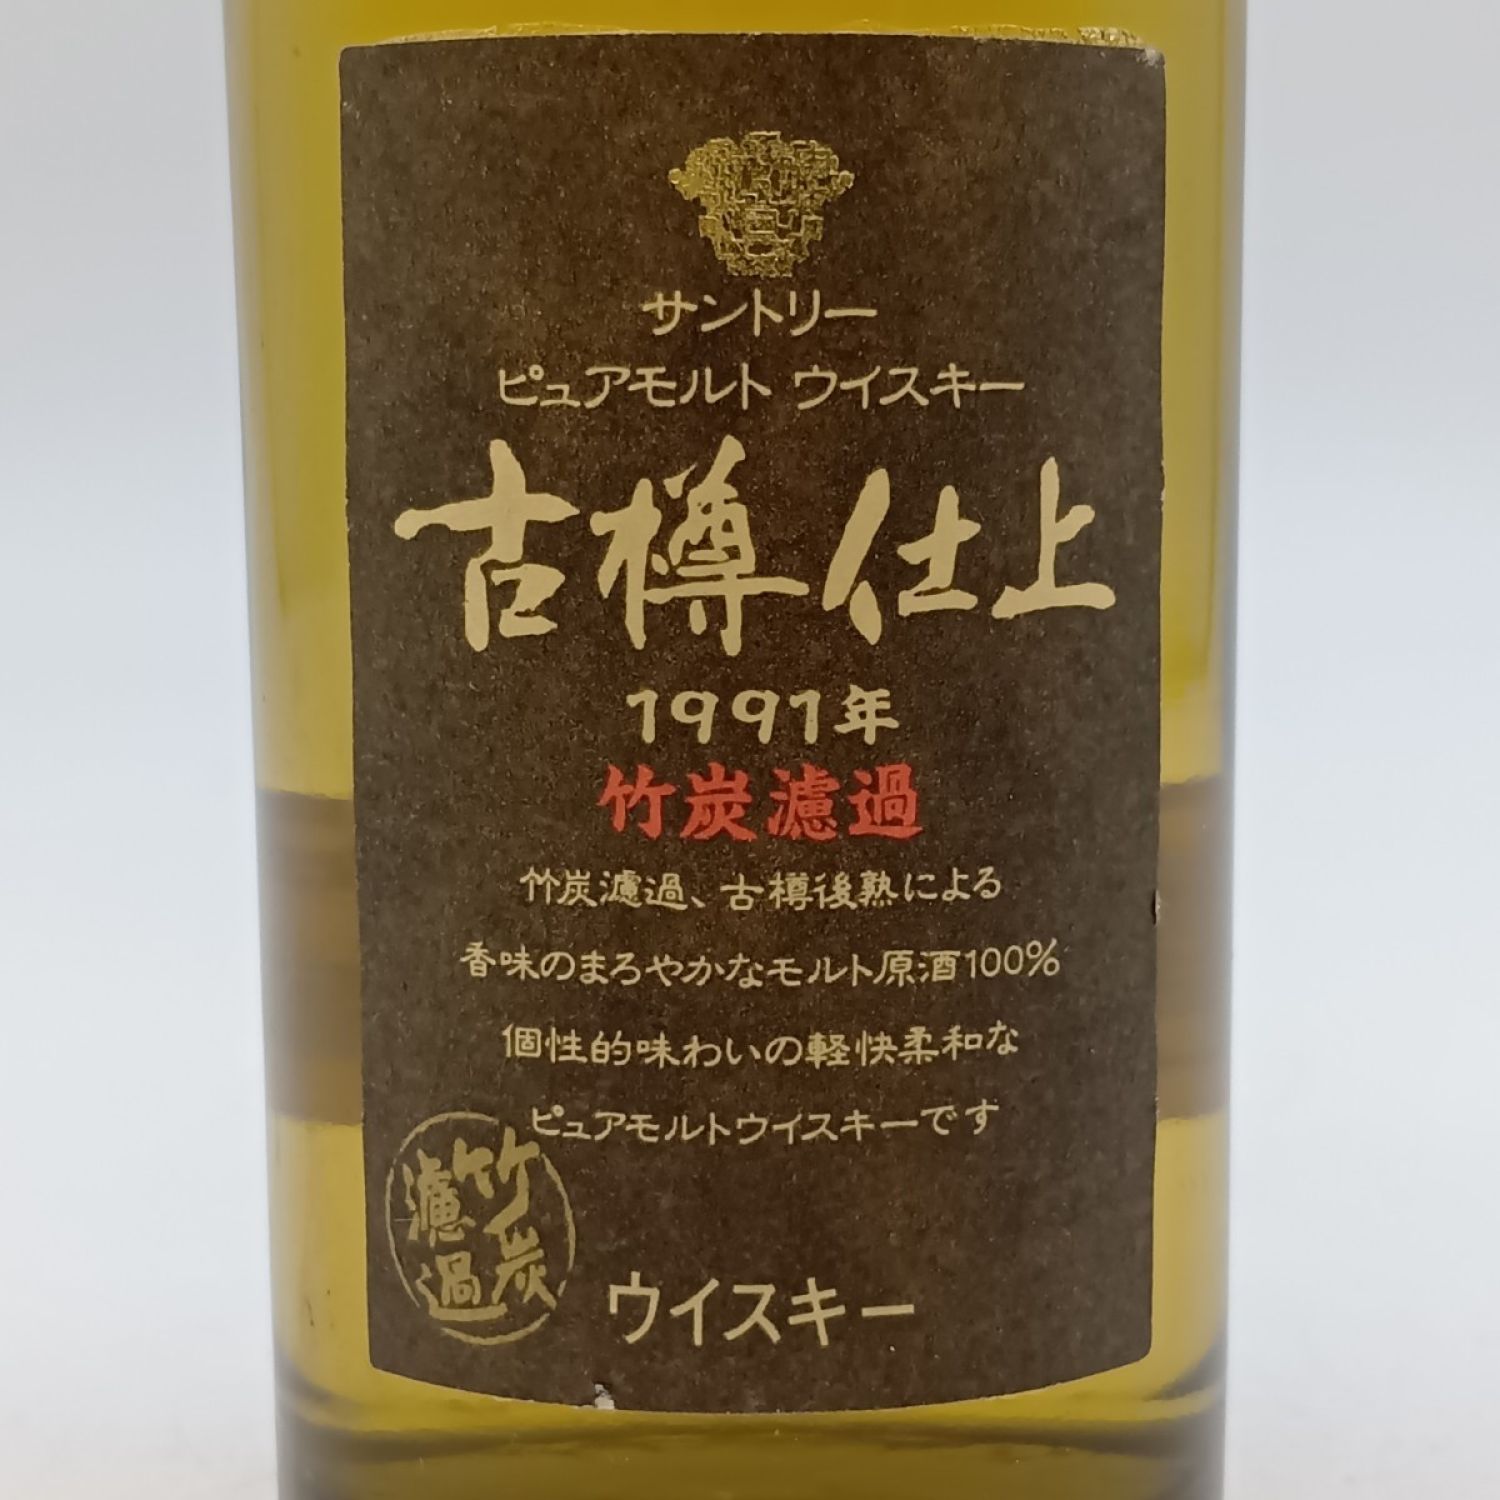 サントリー
ピュアモルト ウイスキー
古樽仕上
1991年
竹炭濾過
竹炭濾過、古樽後熟による
香味のまろやかなモルト原酒100%
個性的味わいの軽快柔和な
ピュアモルトウイスキーです
竹炭
濾過
ウイスキー